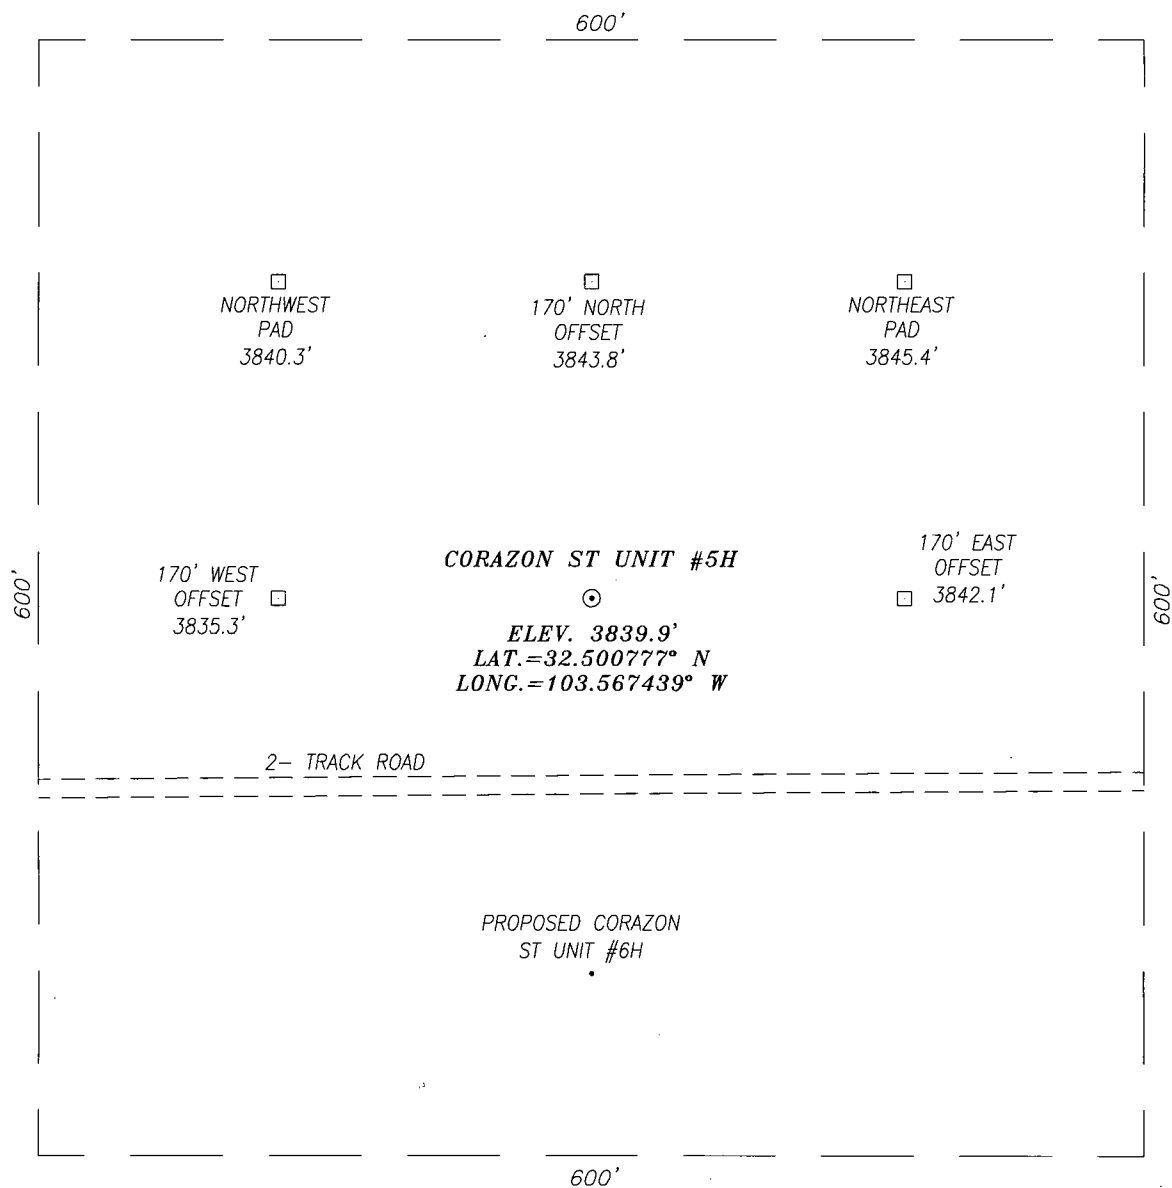 600'
NORTHWEST
PAD
3840.3'
170' NORTH
OFFSET
3843.8'
NORTHEAST
PAD
3845.4'
600'
170' WEST
OFFSET
3835.3'
CORAZON ST UNIT #5H
ELEV. 3839.9'
LAT.=32.500777° N
LONG.=103.567439° W
170' EAST
OFFSET
3842.1'
600'
2- TRACK ROAD
PROPOSED CORAZON
ST UNIT #6H
600'